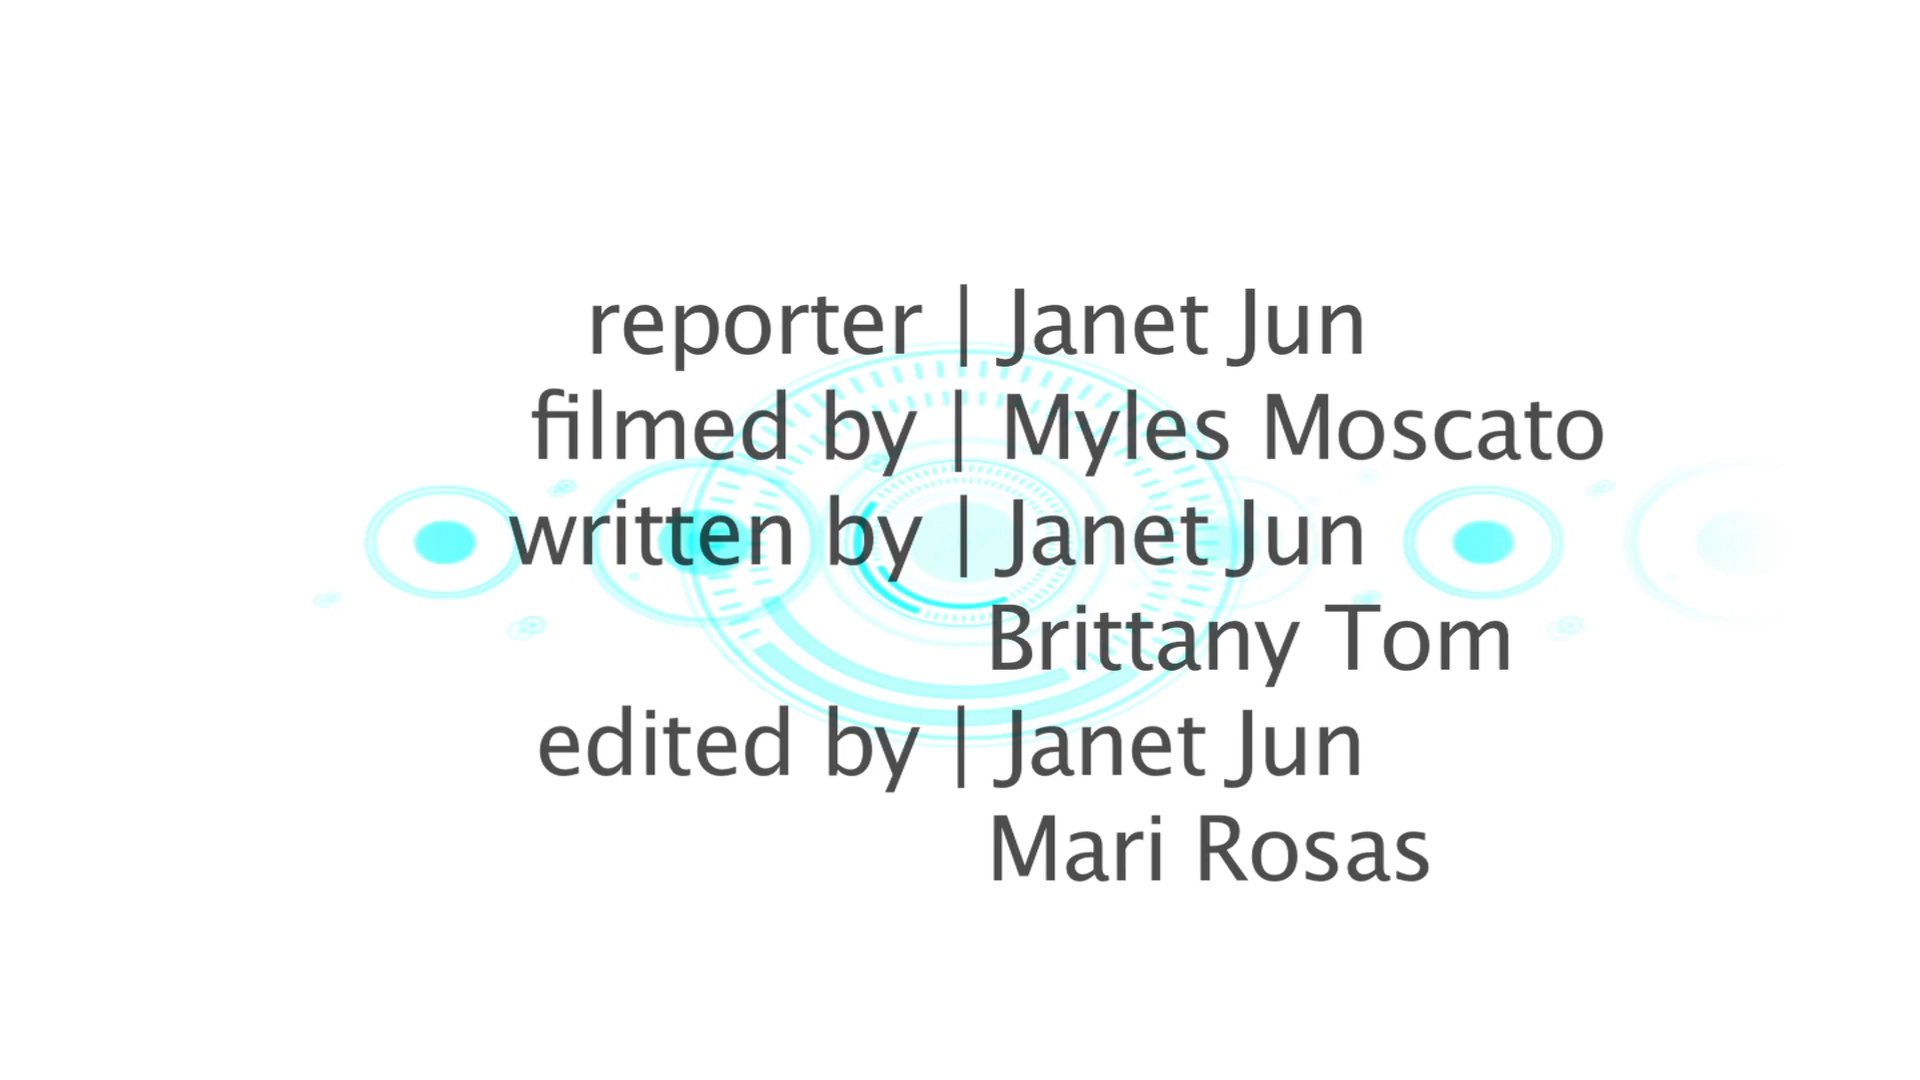 reporter | Janet Jun
filmed by | Myles Moscato
written by | Janet Jun
Brittany Tom
edited by | Janet Jun
Mari Rosas